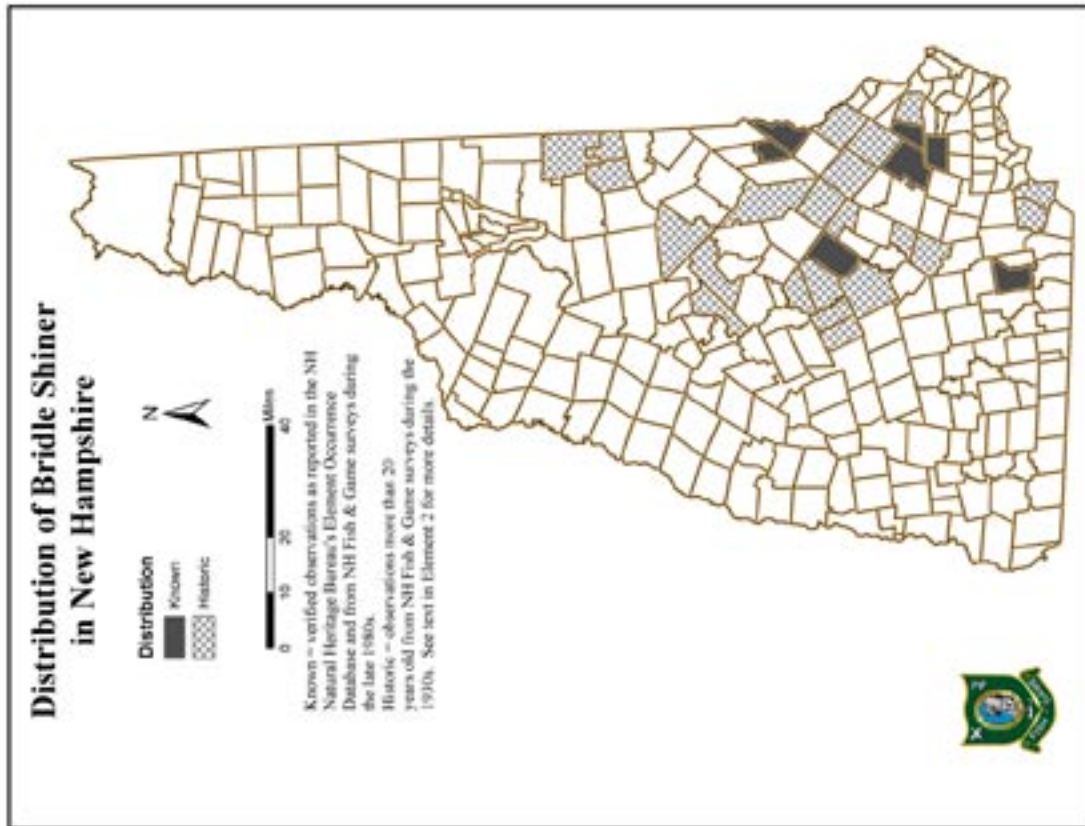 Distribution of Bridle Shiner
in New Hampshire
N
Distribution
Known
Historic
0 10 20 40
Miles
Known = verified observations as reported in the NH
Natural Heritage Bureau's Element Occurrence
Database and from NH Fish & Game surveys during
the late 1980s.
Historic = observations more than 20
years old from NH Fish & Game surveys during the
1930s. See text in Element 2 for more details.